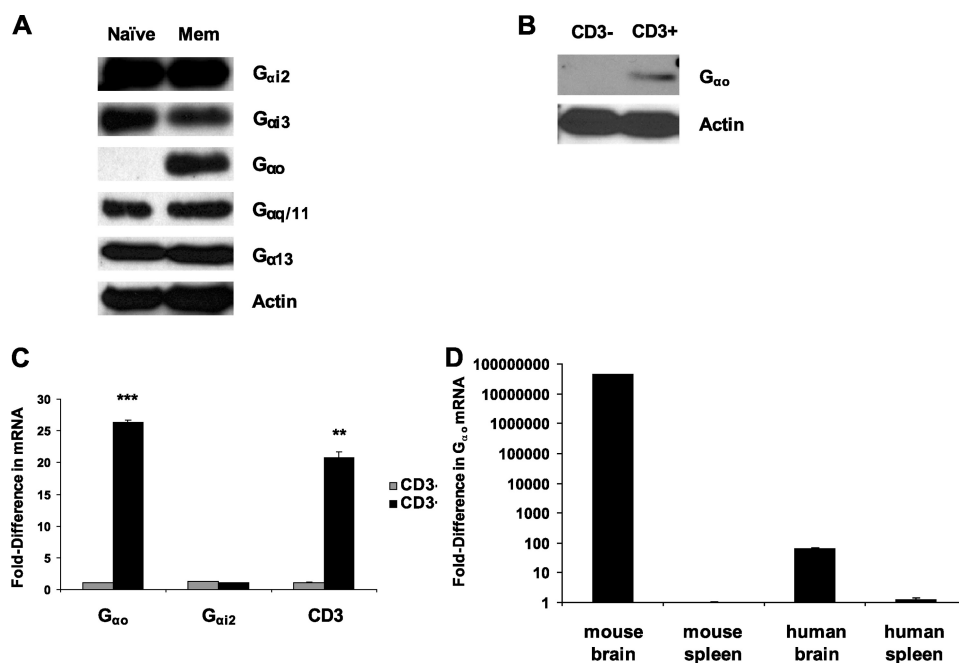 A
Naïve Mem
Gαi2
Gαi3
Gαo
Gαq/11
Gα13
Actin
B
CD3- CD3+
Gαo
Actin
C
Fold-Difference in mRNA
30
25
20
15
10
5
0
***
**
CD3-
CD3-
Gαo Gαi2 CD3
D
Fold-Difference in Gαo mRNA
100000000
10000000
1000000
100000
10000
1000
100
10
1
mouse brain
mouse spleen
human brain
human spleen